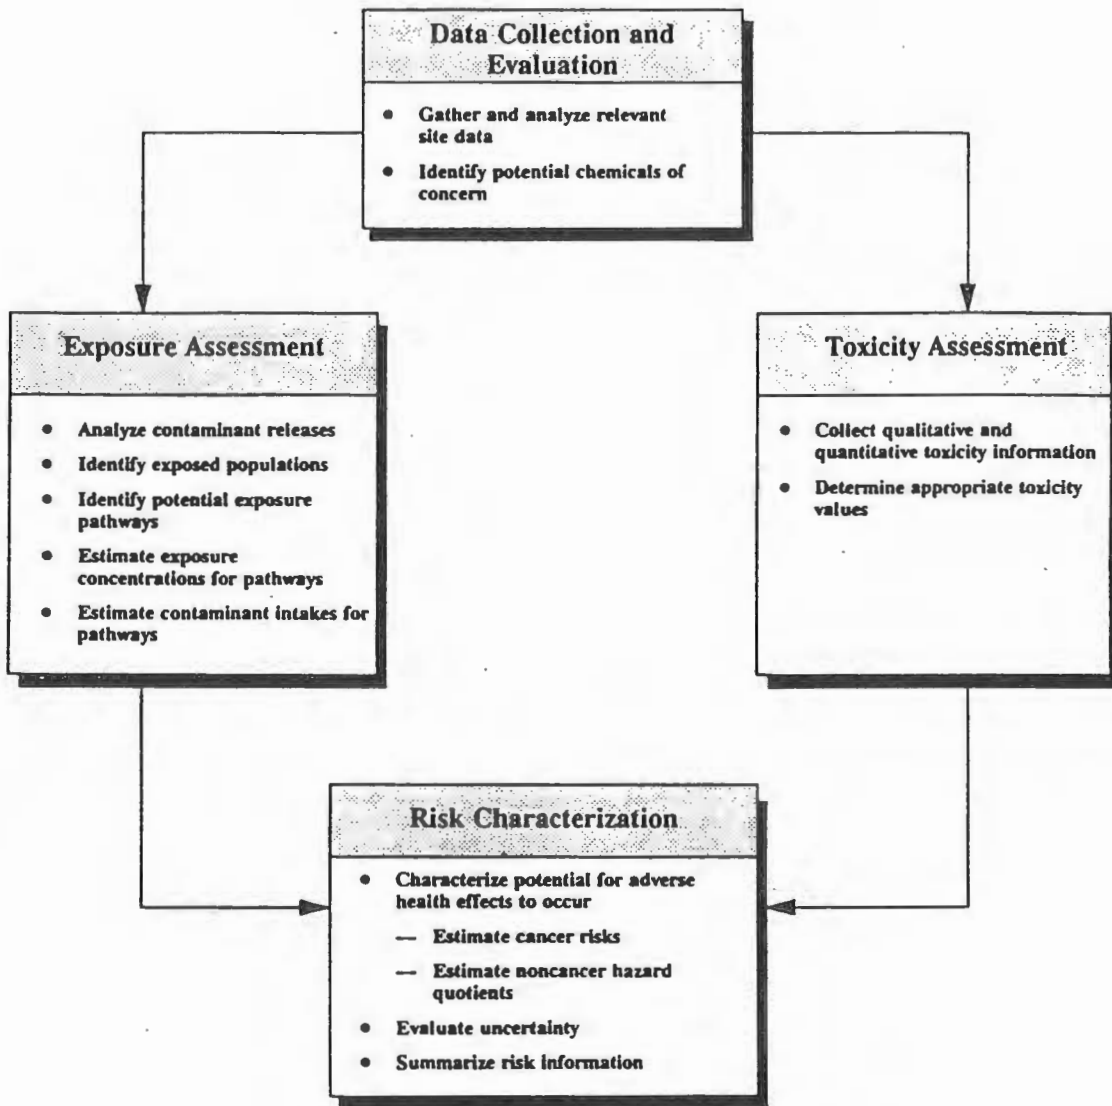 Data Collection and
Evaluation
• Gather and analyze relevant
site data
• Identify potential chemicals of
concern
Exposure Assessment
• Analyze contaminant releases
• Identify exposed populations
• Identify potential exposure
pathways
• Estimate exposure
concentrations for pathways
• Estimate contaminant intakes for
pathways
Toxicity Assessment
• Collect qualitative and
quantitative toxicity information
• Determine appropriate toxicity
values
Risk Characterization
• Characterize potential for adverse
health effects to occur
— Estimate cancer risks
— Estimate noncancer hazard
quotients
• Evaluate uncertainty
• Summarize risk information